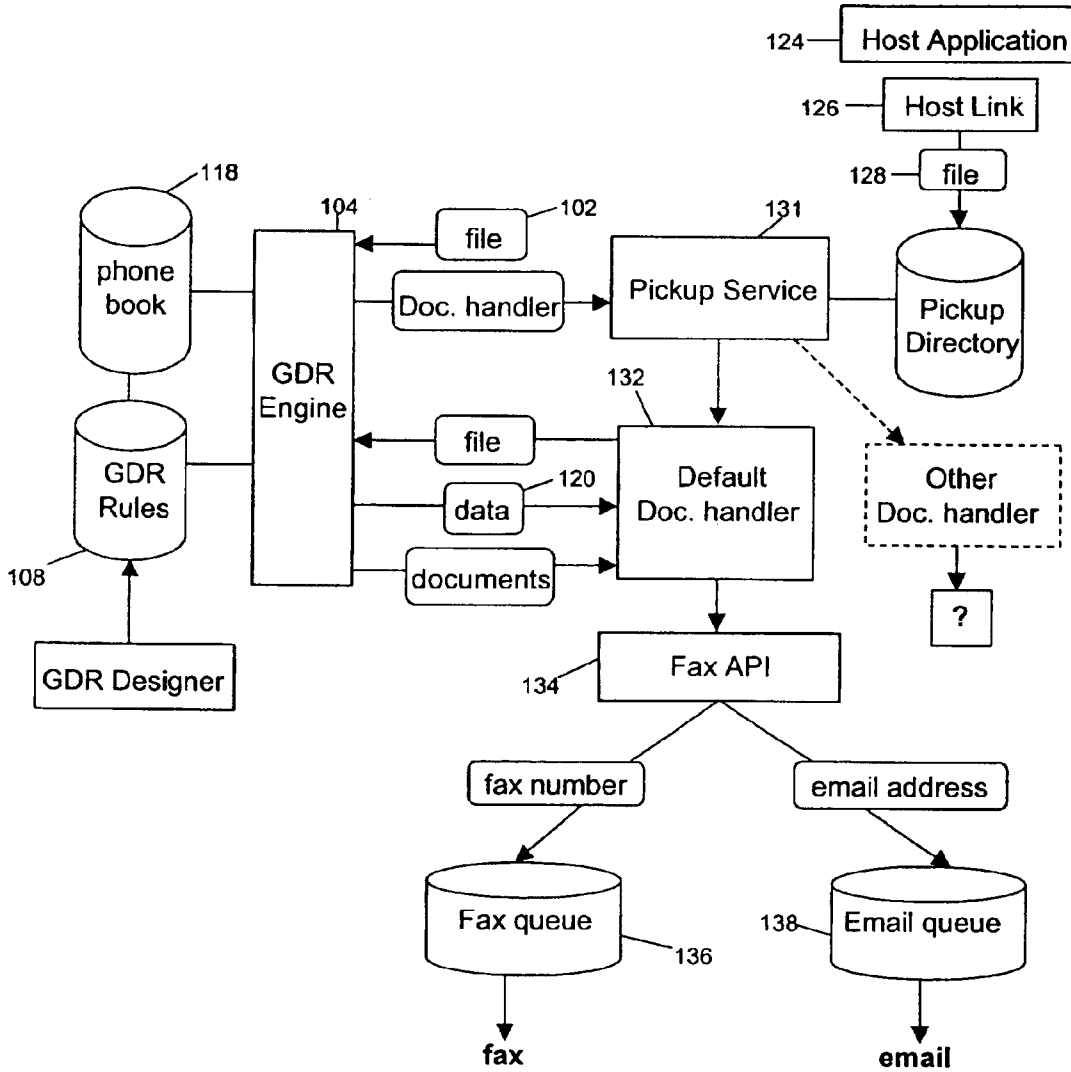 124
Host Application
126
Host Link
128
file
118
104
102
131
phone
book
file
Doc. handler
Pickup Service
Pickup
Directory
GDR
Engine
132
GDR
Rules
file
120
data
documents
Default
Doc. handler
Other
Doc. handler
108
?
GDR Designer
134
Fax API
fax number
email address
Fax queue
136
138
Email queue
fax
email